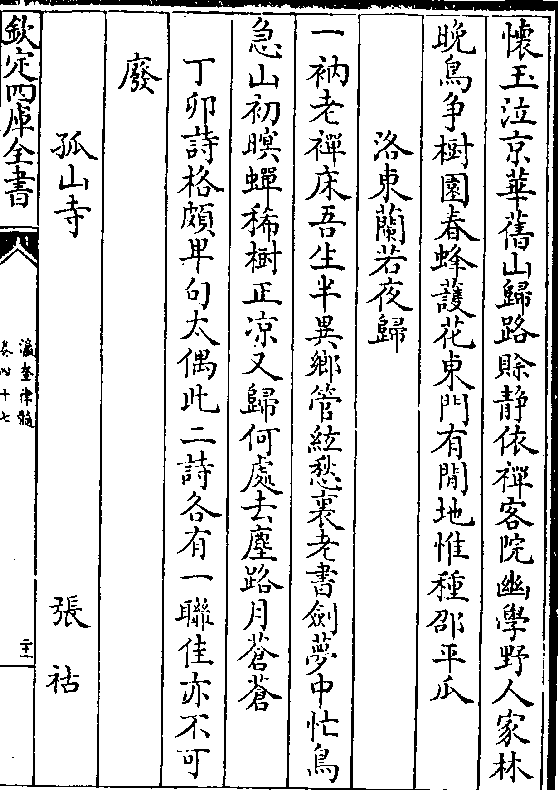 懷玉泣京華舊山歸路賖静依禪客院幽學野人家林
晩鳥争樹園春蜂䕶花東門有閒地惟種邵平瓜
洛東蘭若夜歸
一衲老禪床吾生半異鄉管絃愁裏老書劍夢中忙鳥
急山初暝蟬稀樹正凉又歸何處去塵路月蒼蒼
丁卯詩格頗卑句太偶此二詩各有一聯佳亦不可
廢
孤山寺 張祜
欽定四庫全書
瀛奎律髓
卷四十七